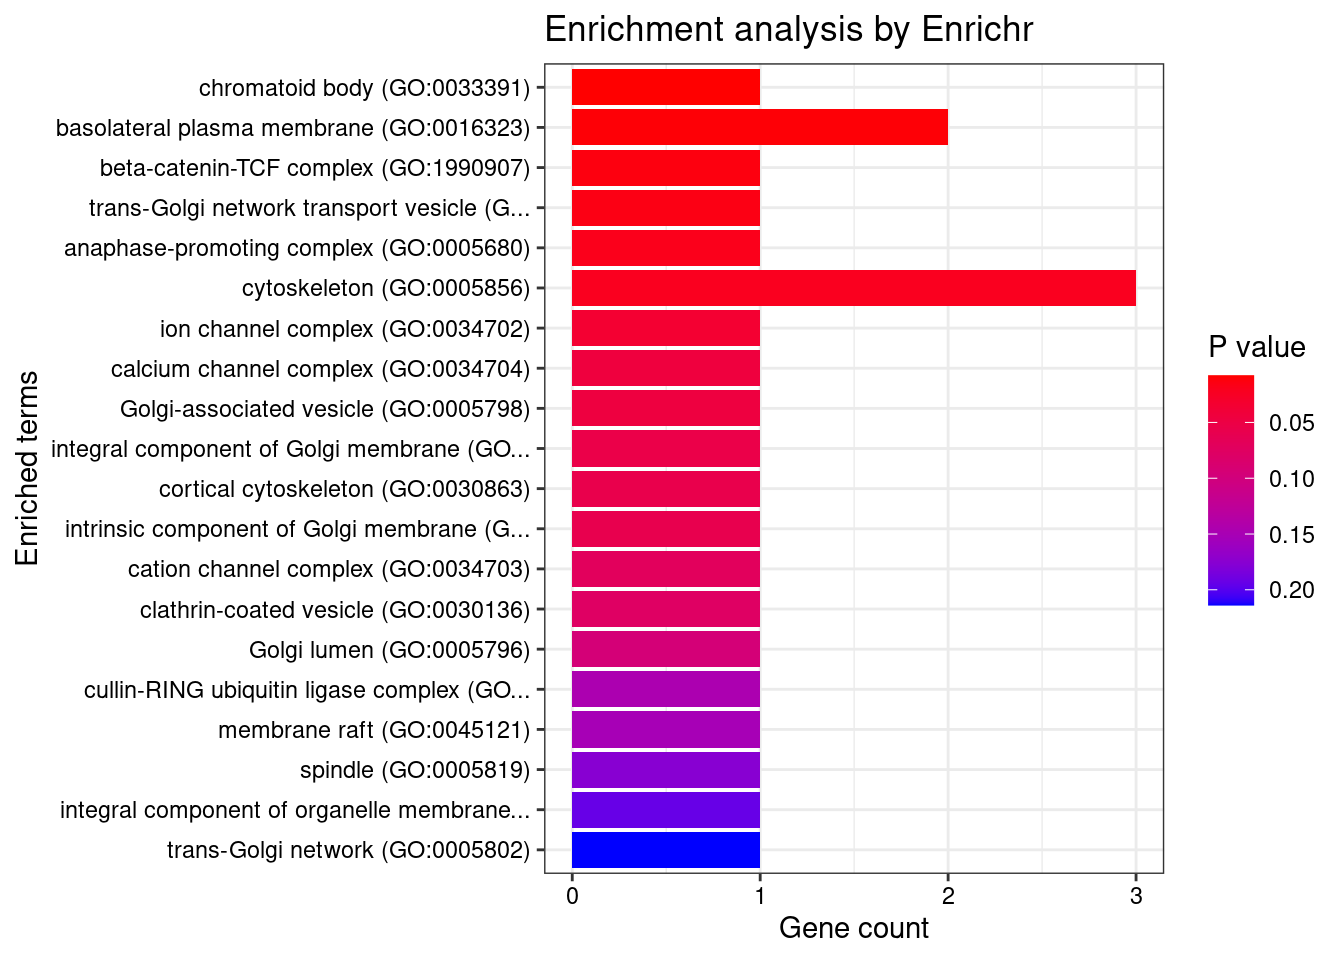 Enrichment analysis by Enrichr
Enriched terms
chromatoid body (GO:0033391)
basolateral plasma membrane (GO:0016323)
beta-catenin-TCF complex (GO:1990907)
trans-Golgi network transport vesicle (G...
anaphase-promoting complex (GO:0005680)
cytoskeleton (GO:0005856)
ion channel complex (GO:0034702)
calcium channel complex (GO:0034704)
Golgi-associated vesicle (GO:0005798)
integral component of Golgi membrane (GO...
cortical cytoskeleton (GO:0030863)
intrinsic component of Golgi membrane (G...
cation channel complex (GO:0034703)
clathrin-coated vesicle (GO:0030136)
Golgi lumen (GO:0005796)
cullin-RING ubiquitin ligase complex (GO...
membrane raft (GO:0045121)
spindle (GO:0005819)
integral component of organelle membrane...
trans-Golgi network (GO:0005802)
0 1 2 3
Gene count
P value
0.05
0.10
0.15
0.20